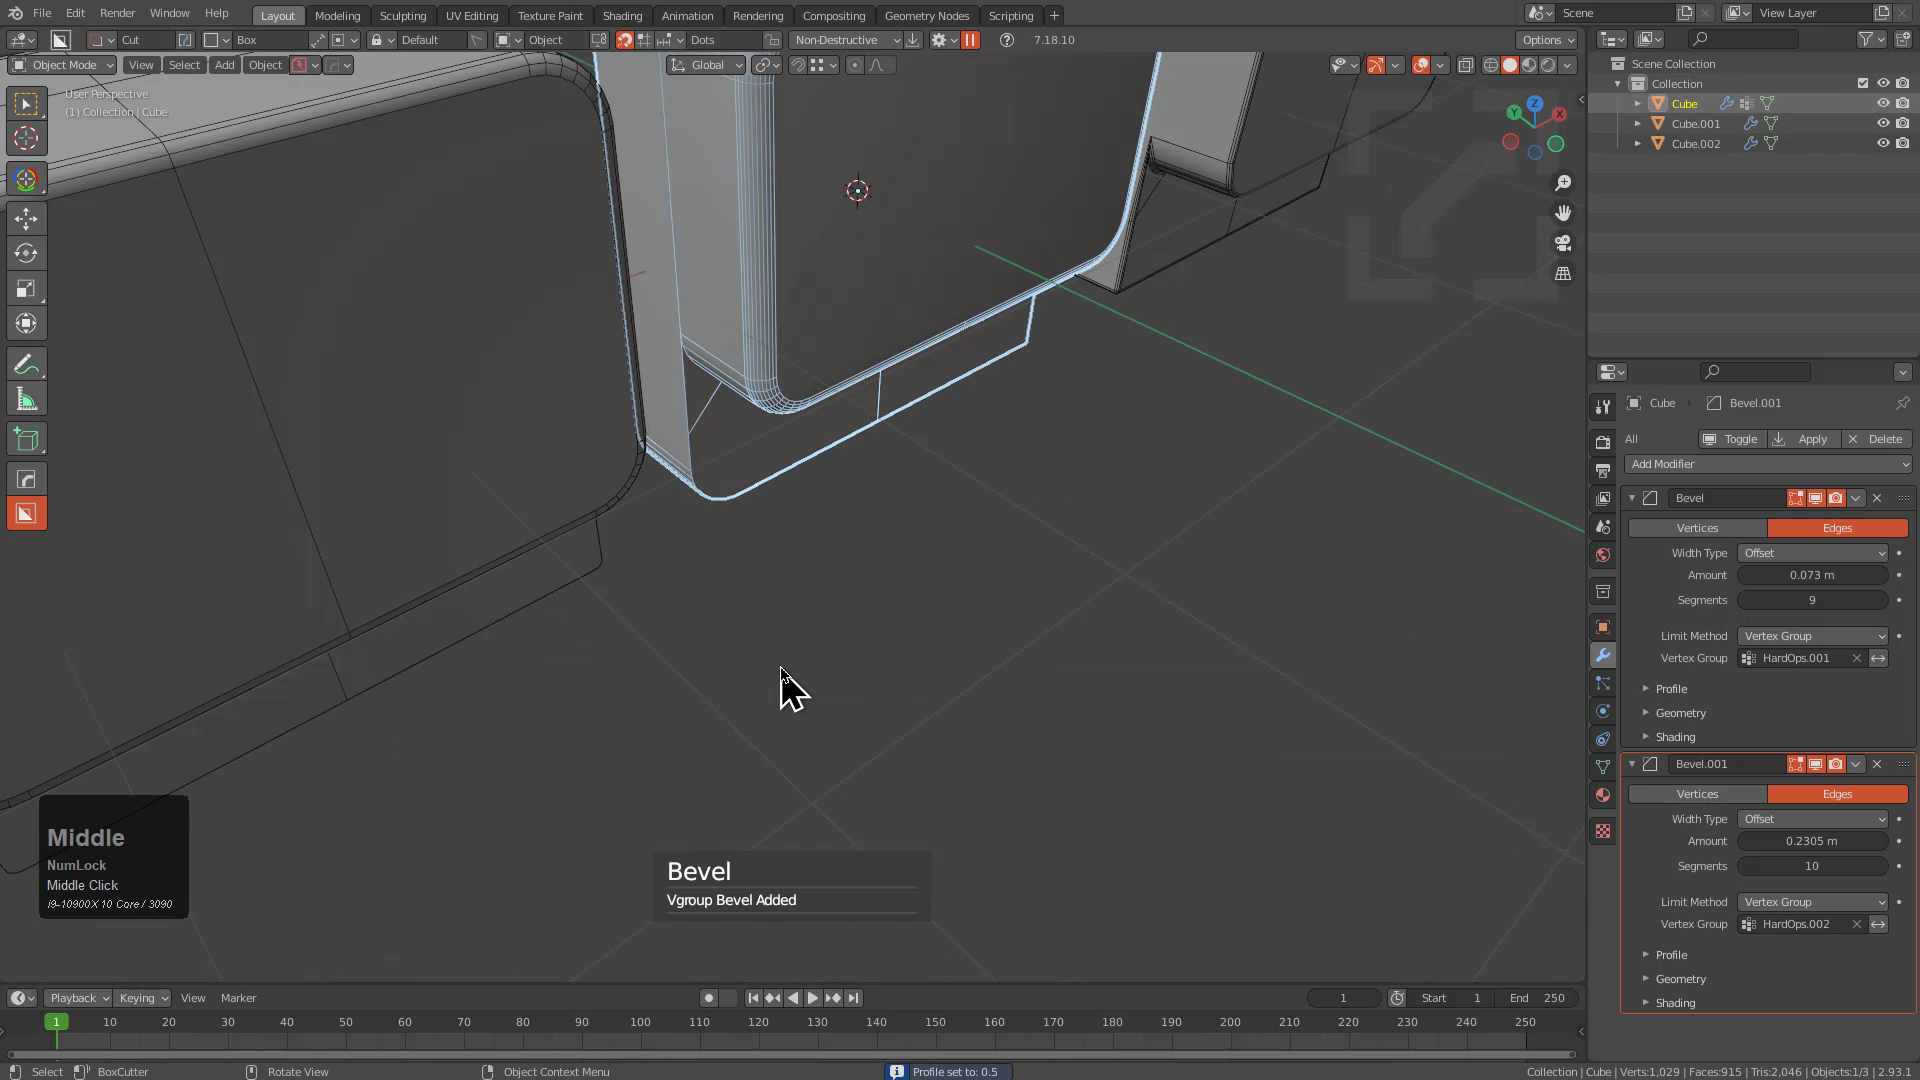 File Edit Render Window Help Layout Modeling Sculpting UV Editing Texture Paint Shading Animation Rendering Compositing Geometry Nodes Scripting + Scene View Layer
Cut Box Default Object Dots Non-Destructive 7.18.10 Options
Object Mode View Select Add Object Global
User Perspective
(1) Collection | Cube
Z
Y
X
Scene Collection
Collection
Cube
Cube.001
Cube.002
Cube Bevel.001
All Toggle Apply Delete
Add Modifier
Bevel
Vertices Edges
Width Type Offset
Amount 0.073 m
Segments 9
Limit Method Vertex Group
Vertex Group HardOps.001
Profile
Geometry
Shading
Bevel.001
Vertices Edges
Width Type Offset
Amount 0.2305 m
Segments 10
Limit Method Vertex Group
Vertex Group HardOps.002
Profile
Geometry
Shading
Middle
NumLock
Middle Click
i9-10900X 10 Core / 3090
Bevel
Vgroup Bevel Added
Playback Keying View Marker 1 Start 1 End 250
1 10 20 30 40 50 60 70 80 90 100 110 120 130 140 150 160 170 180 190 200 210 220 230 240 250
Select BoxCutter Rotate View Object Context Menu Profile set to: 0.5 Collection | Cube | Verts:1,029 | Faces:915 | Tris:2,046 | Objects:1/3 | 2.93.1